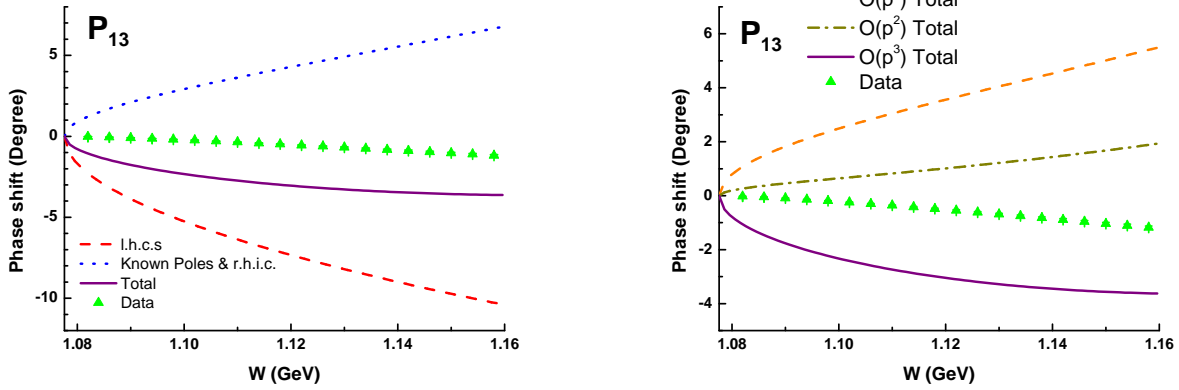 P13
5
0
-5
-10
Phase shift (Degree)
l.h.c.s
Known Poles & r.h.i.c.
Total
Data
1.08 1.10 1.12 1.14 1.16
W (GeV)
P13
Total
O(p²) Total
O(p³) Total
Data
6
4
2
0
-2
-4
Phase shift (Degree)
1.08 1.10 1.12 1.14 1.16
W (GeV)